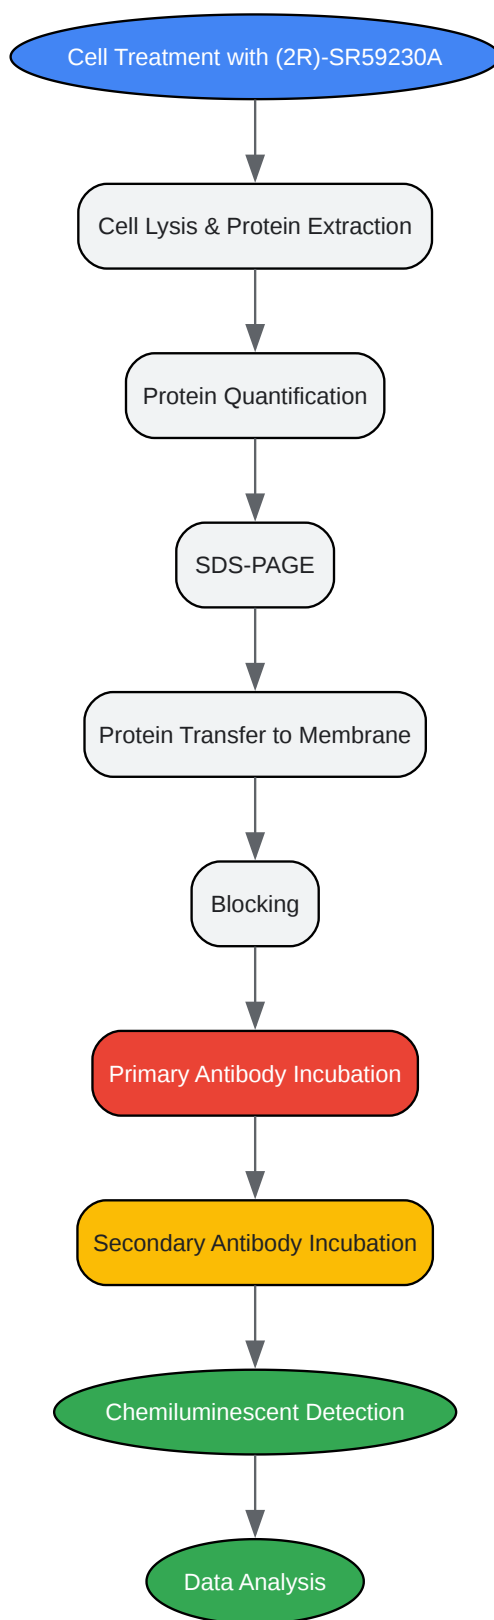 Cell Treatment with (2R)-SR59230A
Cell Lysis & Protein Extraction
Protein Quantification
SDS-PAGE
Protein Transfer to Membrane
Blocking
Primary Antibody Incubation
Secondary Antibody Incubation
Chemiluminescent Detection
Data Analysis